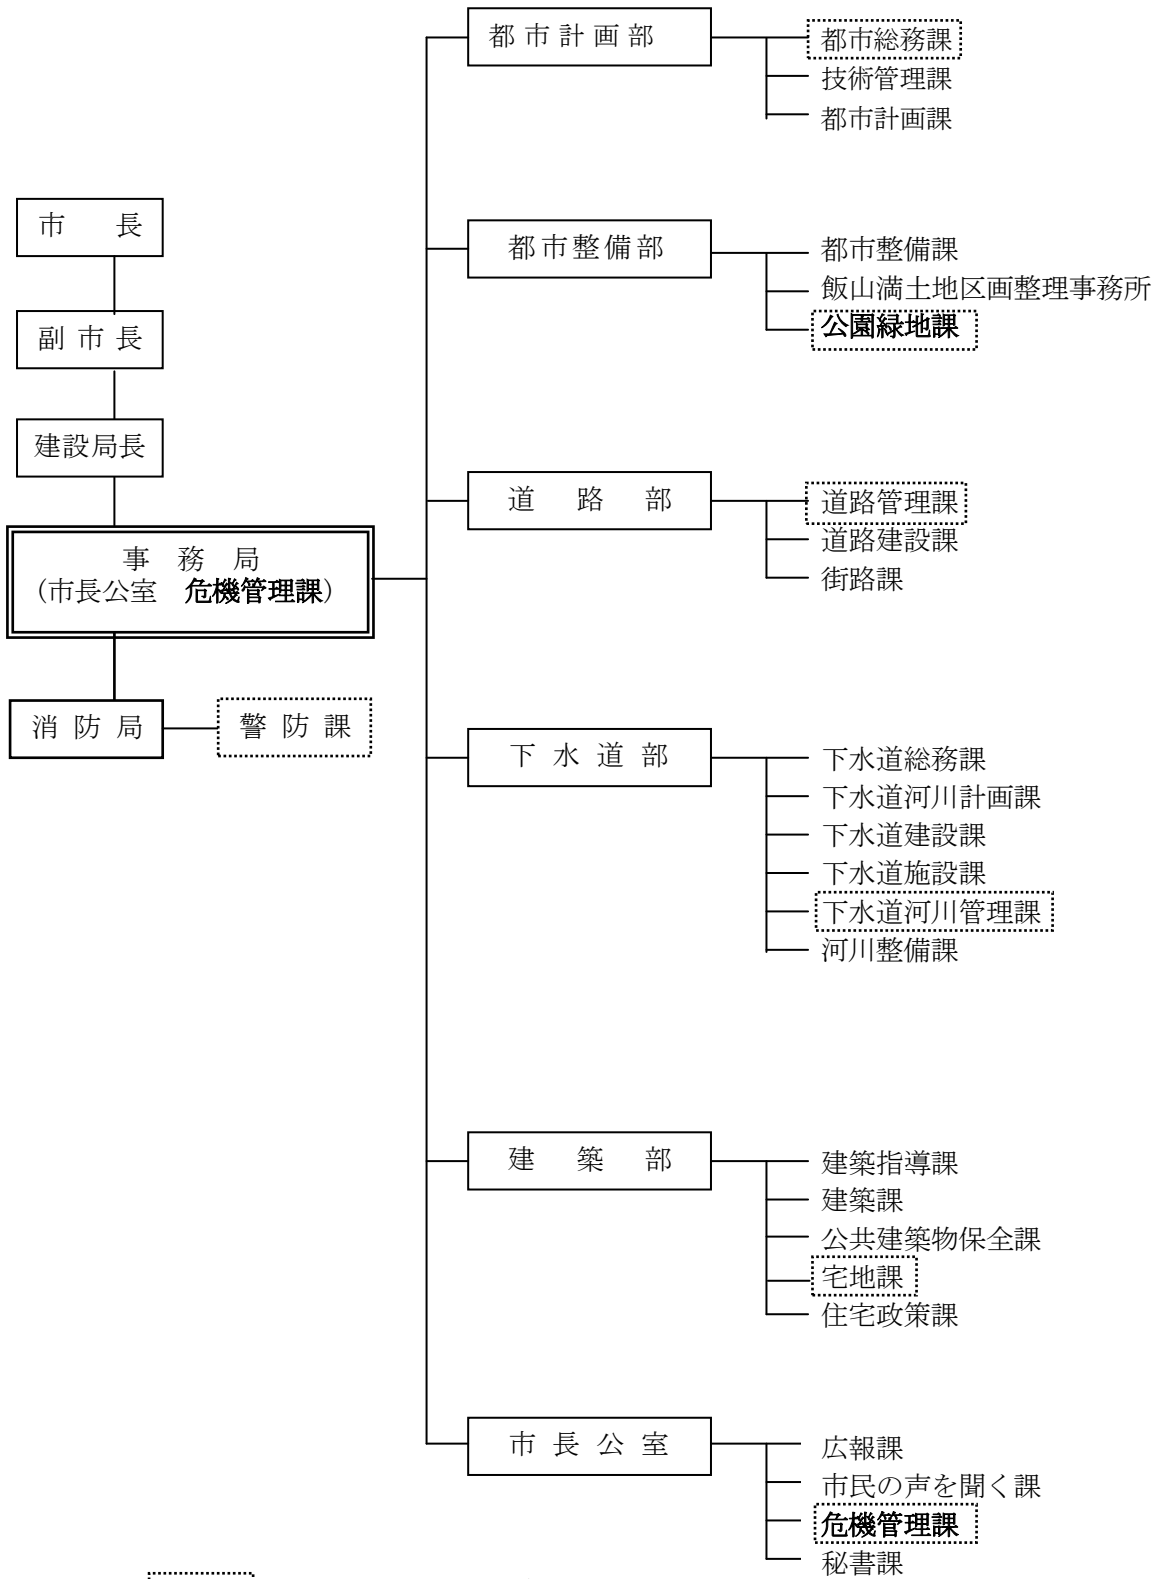 市長
副市長
建設局長
事務局
(市長公室 危機管理課)
消防局
警防課
都市計画部
都市総務課
技術管理課
都市計画課
都市整備部
都市整備課
飯山満土地区画整理事務所
公園緑地課
道路部
道路管理課
道路建設課
街路課
下水道部
下水道総務課
下水道河川計画課
下水道建設課
下水道施設課
下水道河川管理課
河川整備課
建築部
建築指導課
建築課
公共建築物保全課
宅地課
住宅政策課
市長公室
広報課
市民の声を聞く課
危機管理課
秘書課